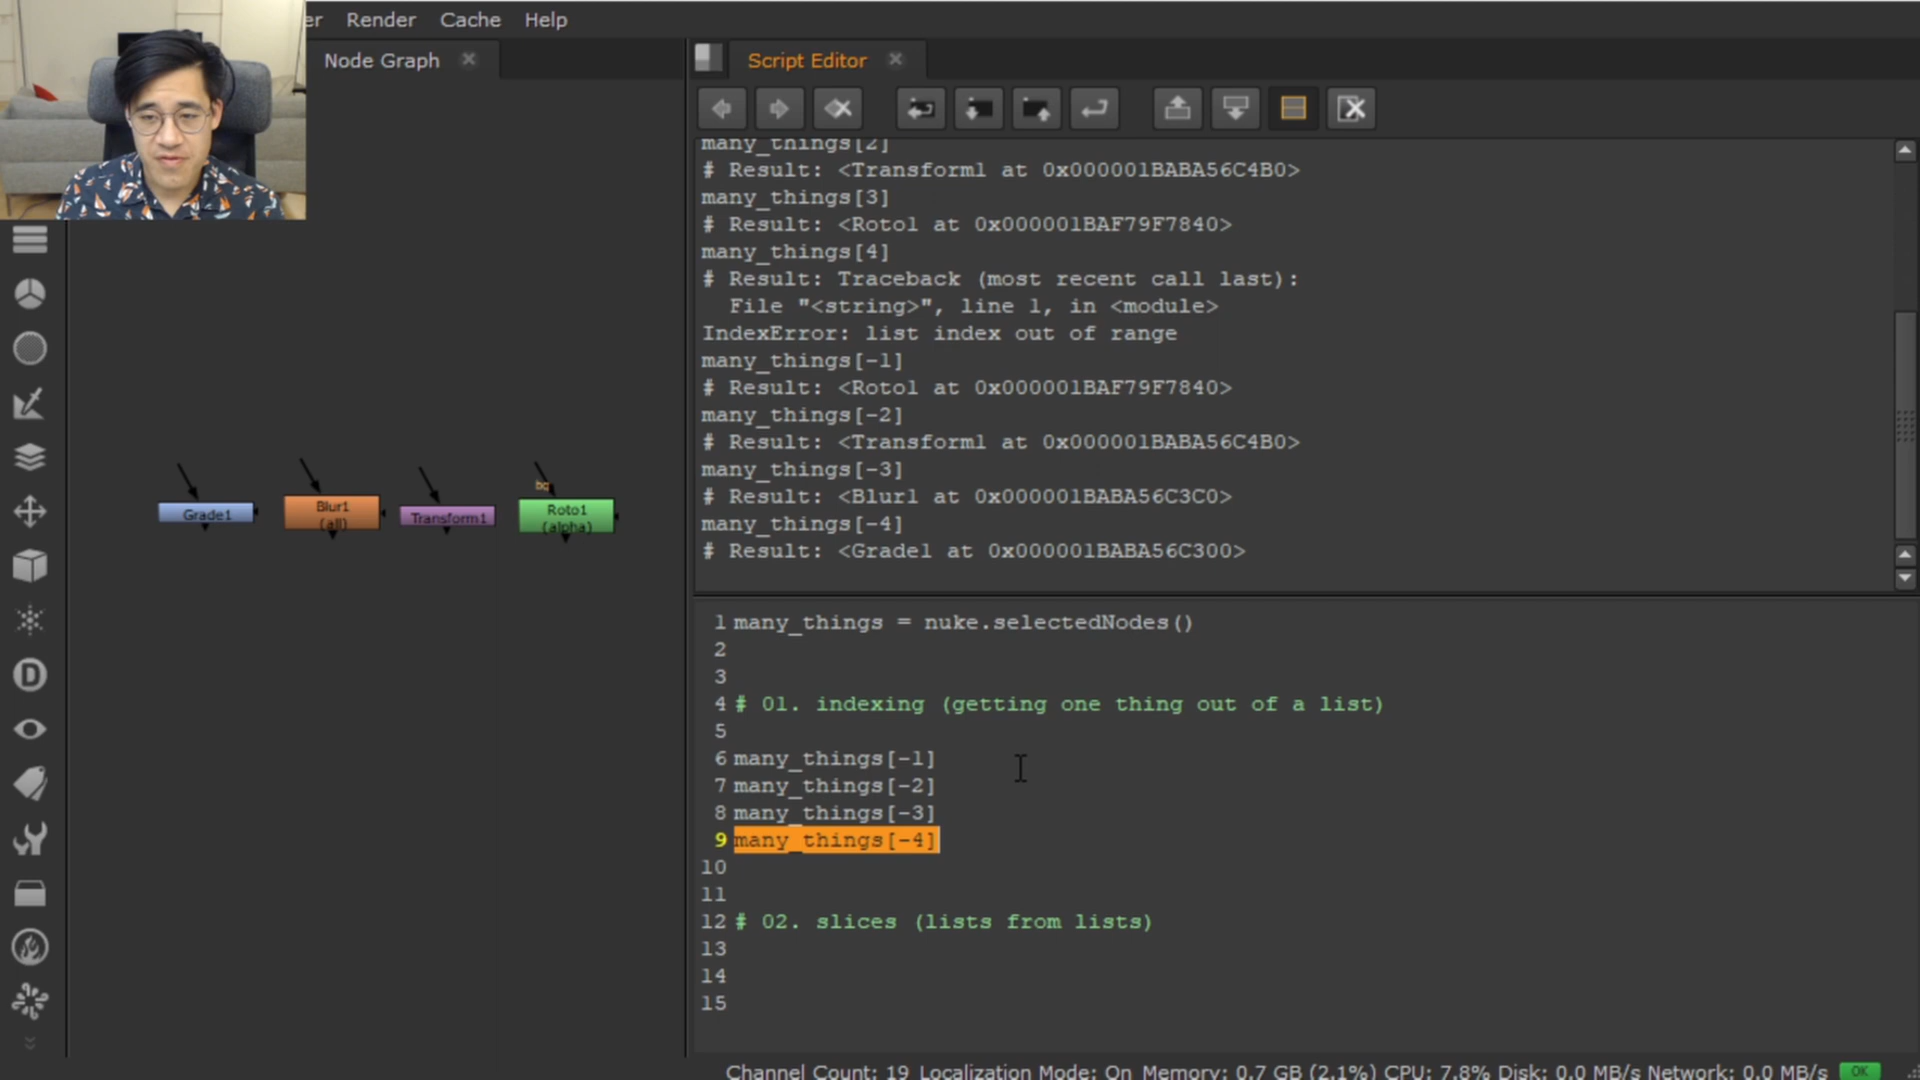 er Render Cache Help
Node Graph
Script Editor
many_things[2]
# Result: <Transform1 at 0x000001BABA56C4B0>
many_things[3]
# Result: <Roto1 at 0x000001BAF79F7840>
many_things[4]
# Result: Traceback (most recent call last):
File "<string>", line 1, in <module>
IndexError: list index out of range
many_things[-1]
# Result: <Roto1 at 0x000001BAF79F7840>
many_things[-2]
# Result: <Transform1 at 0x000001BABA56C4B0>
many_things[-3]
# Result: <Blur1 at 0x000001BABA56C3C0>
many_things[-4]
# Result: <Grade1 at 0x000001BABA56C300>
Grade1
Blur1
(all)
Transform1
bg
Roto1
(alpha)
1 many_things = nuke.selectedNodes()
2
3
4 # 01. indexing (getting one thing out of a list)
5
6 many_things[-1]
7 many_things[-2]
8 many_things[-3]
9 many_things[-4]
10
11
12 # 02. slices (lists from lists)
13
14
15
D
Channel Count: 19 Localization Mode: On Memory: 0.7 GB (2.1%) CPU: 7.8% Disk: 0.0 MB/s Network: 0.0 MB/s OK